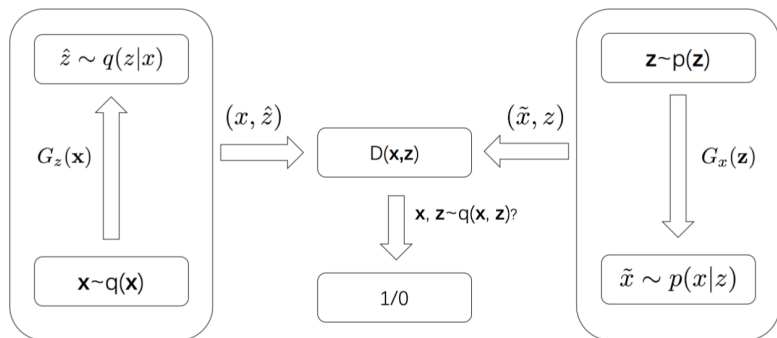 ẑ ∼ q(z|x)
G_z(𝐱)
𝐱~q(𝐱)
(x, ẑ)
D(𝐱,𝐳)
𝐱, 𝐳~q(𝐱, 𝐳)?
1/0
(x̃, z)
𝐳~p(𝐳)
G_x(𝐳)
x̃ ∼ p(x|z)